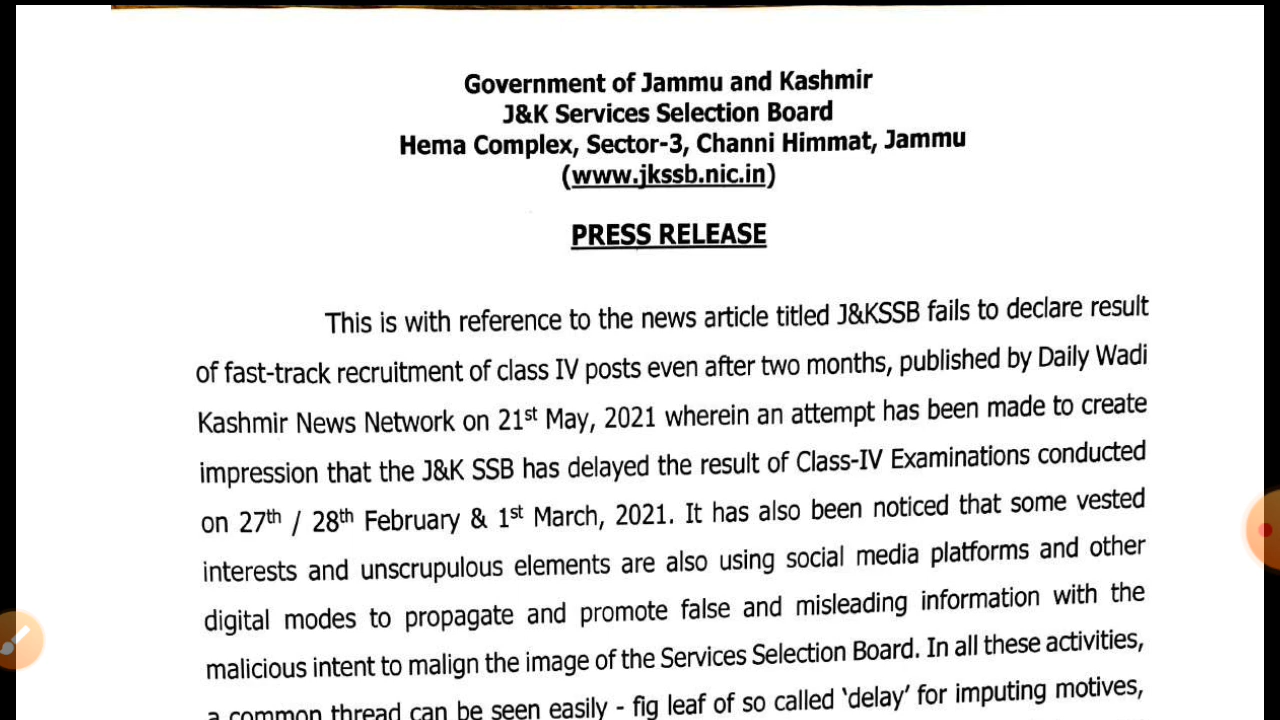 Government of Jammu and Kashmir
J&K Services Selection Board
Hema Complex, Sector-3, Channi Himmat, Jammu
(www.jkssb.nic.in)
PRESS RELEASE
This is with reference to the news article titled J&KSSB fails to declare result
of fast-track recruitment of class IV posts even after two months, published by Daily Wadi
Kashmir News Network on 21st May, 2021 wherein an attempt has been made to create
impression that the J&K SSB has delayed the result of Class-IV Examinations conducted
on 27th / 28th February & 1st March, 2021. It has also been noticed that some vested
interests and unscrupulous elements are also using social media platforms and other
digital modes to propagate and promote false and misleading information with the
malicious intent to malign the image of the Services Selection Board. In all these activities,
a common thread can be seen easily - fig leaf of so called ‘delay’ for imputing motives,